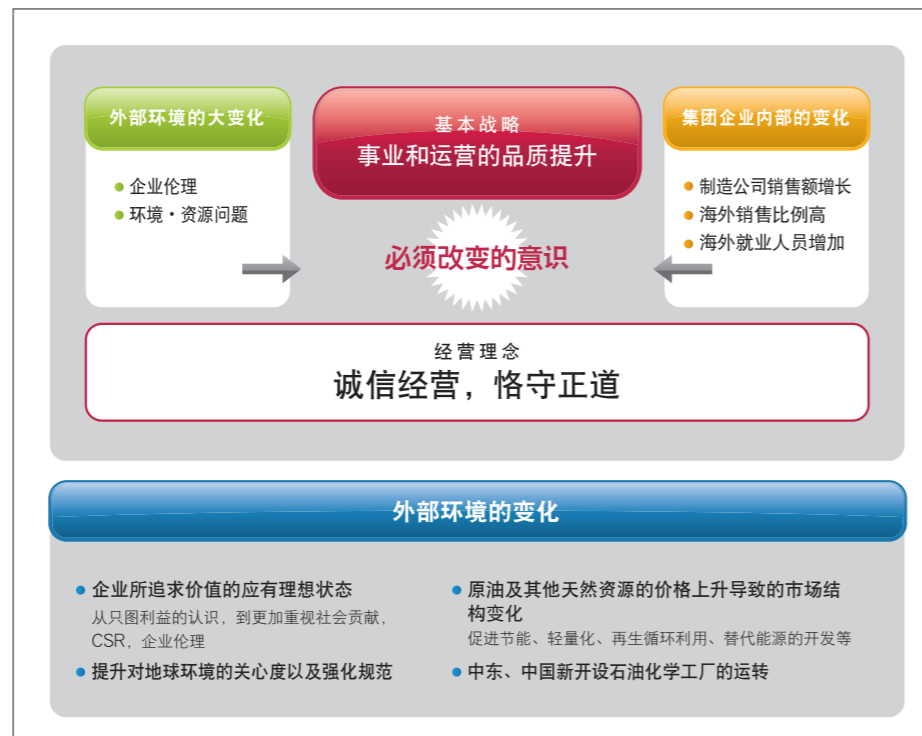 外部环境的大变化
• 企业伦理
• 环境・资源问题
基本战略
事业和运营的品质提升
必须改变的意识
集团企业内部的变化
• 制造公司销售额增长
• 海外销售比例高
• 海外就业人员增加
经营理念
诚信经营，恪守正道
外部环境的变化
• 企业所追求价值的应有理想状态
从只图利益的认识，到更加重视社会贡献，
CSR，企业伦理
• 提升对地球环境的关心度以及强化规范
• 原油及其他天然资源的价格上升导致的市场结
构变化
促进节能、轻量化、再生循环利用、替代能源的开发等
• 中东、中国新开设石油化学工厂的运转